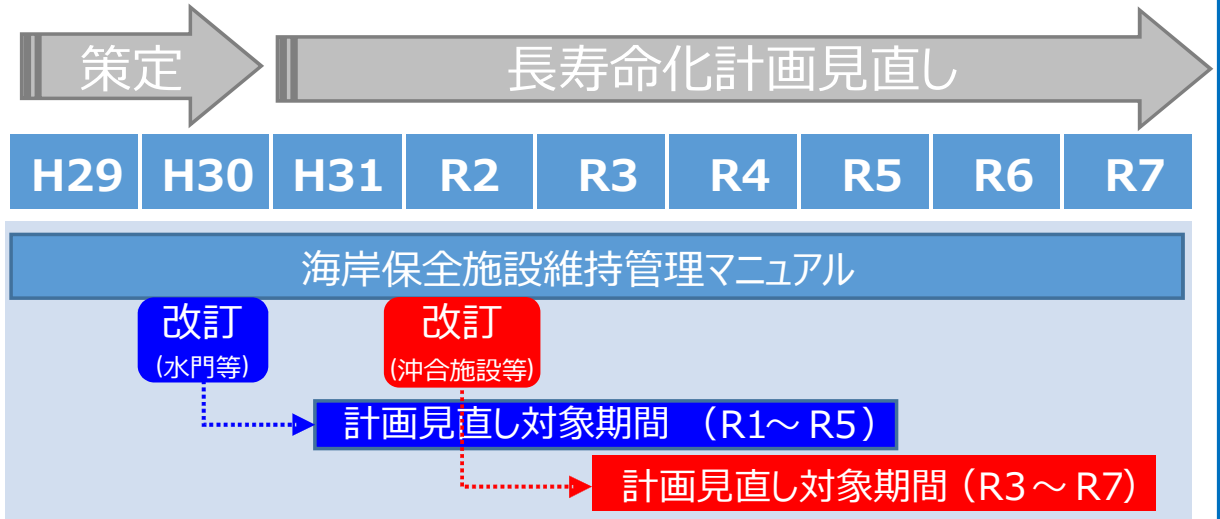 策定
長寿命化計画見直し
H29 H30 H31 R2 R3 R4 R5 R6 R7
海岸保全施設維持管理マニュアル
改訂
(水門等)
改訂
(沖合施設等)
計画見直し対象期間 （R1～R5）
計画見直し対象期間（R3～R7）